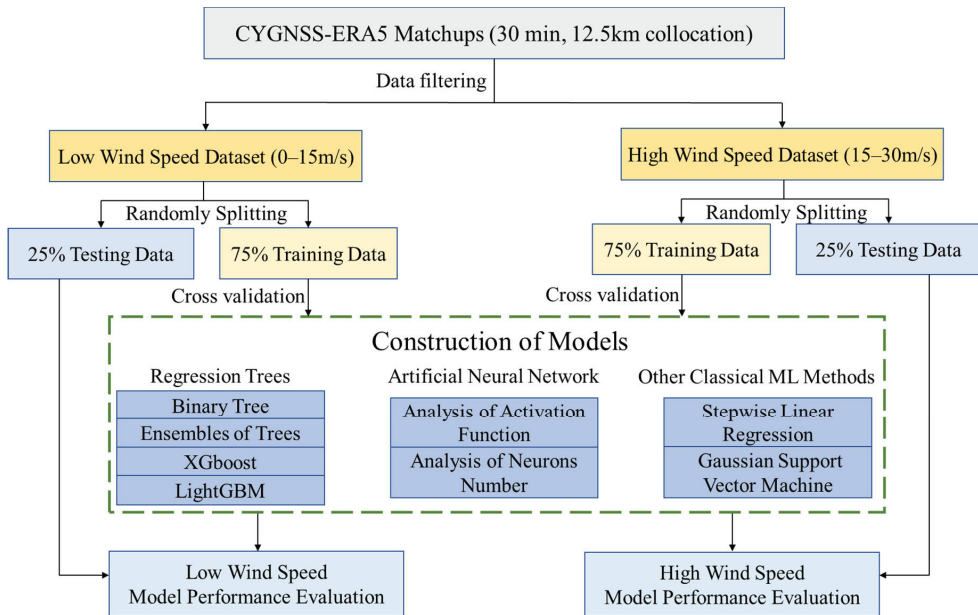 CYGNSS-ERA5 Matchups (30 min, 12.5km collocation)
Data filtering
Low Wind Speed Dataset (0–15m/s)
High Wind Speed Dataset (15–30m/s)
Randomly Splitting
Randomly Splitting
25% Testing Data
75% Training Data
75% Training Data
25% Testing Data
Cross validation
Cross validation
Construction of Models
Regression Trees
Binary Tree
Ensembles of Trees
XGboost
LightGBM
Artificial Neural Network
Analysis of Activation
Function
Analysis of Neurons
Number
Other Classical ML Methods
Stepwise Linear
Regression
Gaussian Support
Vector Machine
Low Wind Speed
Model Performance Evaluation
High Wind Speed
Model Performance Evaluation